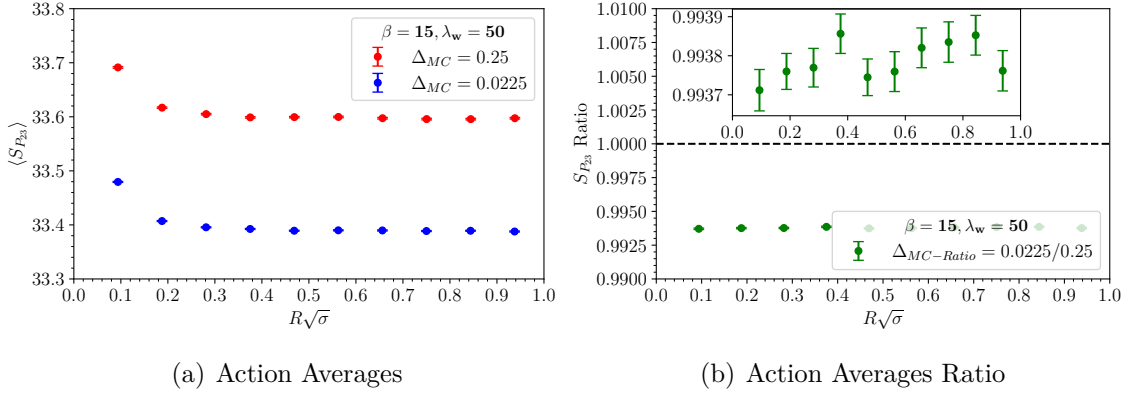 33.8
33.7
33.6
33.5
33.4
33.3
⟨S_{P_{23}}⟩
β = 15, λ_w = 50
Δ_{MC} = 0.25
Δ_{MC} = 0.0225
0.0 0.1 0.2 0.3 0.4 0.5 0.6 0.7 0.8 0.9 1.0
R√σ
(a) Action Averages
1.0100
1.0075
1.0050
1.0025
1.0000
0.9975
0.9950
0.9925
0.9900
S_{P_{23}} Ratio
0.9939
0.9938
0.9937
0.0 0.2 0.4 0.6 0.8 1.0
β = 15, λ_w = 50
Δ_{MC−Ratio} = 0.0225/0.25
0.0 0.1 0.2 0.3 0.4 0.5 0.6 0.7 0.8 0.9 1.0
R√σ
(b) Action Averages Ratio